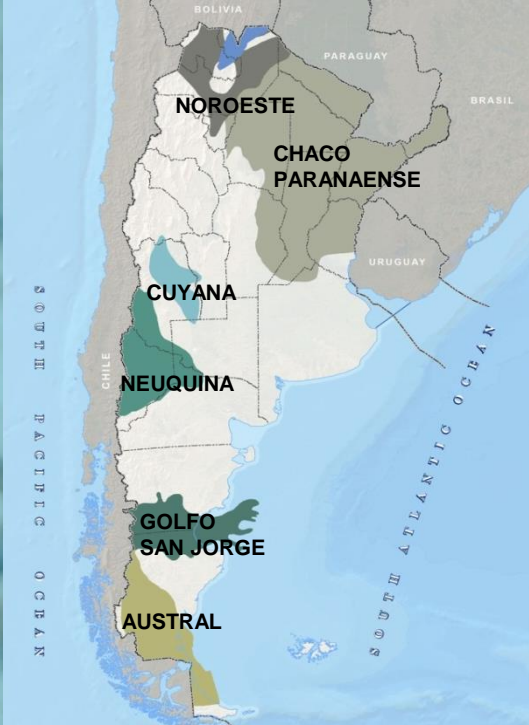 BOLIVIA
PARAGUAY
BRASIL
NOROESTE
CHACO
PARANAENSE
URUGUAY
CUYANA
SOUTH PACIFIC OCEAN
CHILE
NEUQUINA
SOUTH ATLANTIC OCEAN
GOLFO
SAN JORGE
AUSTRAL